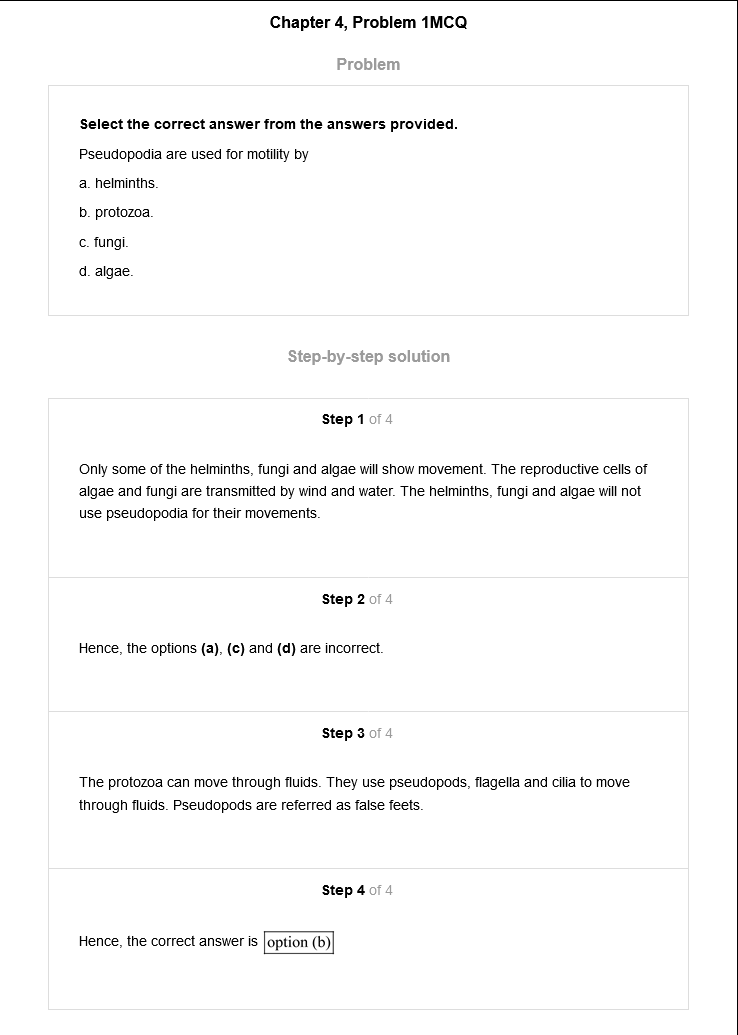 Chapter 4, Problem 1MCQ
Problem
Select the correct answer from the answers provided.
Pseudopodia are used for motility by
a. helminths.
b. protozoa.
c. fungi.
d. algae.
Step-by-step solution
Step 1 of 4
Only some of the helminths, fungi and algae will show movement. The reproductive cells of
algae and fungi are transmitted by wind and water. The helminths, fungi and algae will not
use pseudopodia for their movements.
Step 2 of 4
Hence, the options (a), (c) and (d) are incorrect.
Step 3 of 4
The protozoa can move through fluids. They use pseudopods, flagella and cilia to move
through fluids. Pseudopods are referred as false feets.
Step 4 of 4
Hence, the correct answer is option (b)